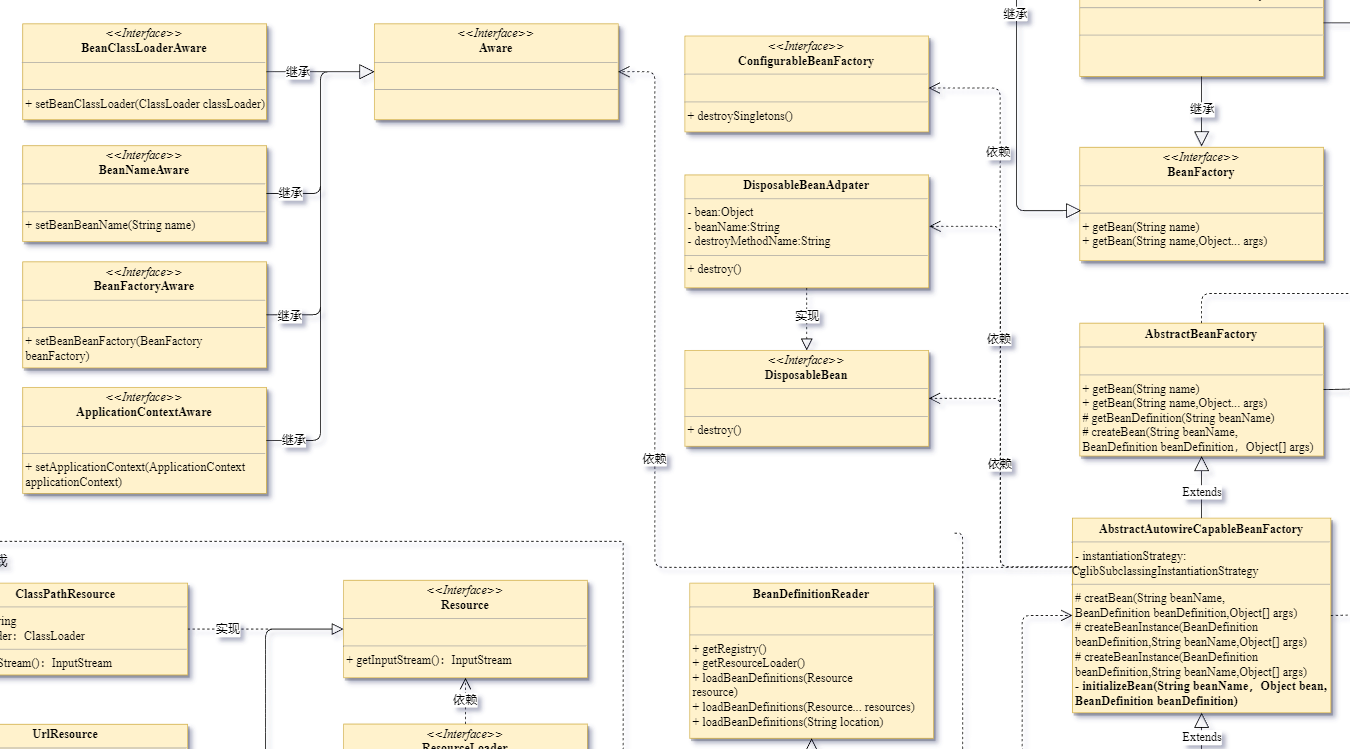 <<Interface>>
BeanClassLoaderAware
+ setBeanClassLoader(ClassLoader classLoader)
继承
<<Interface>>
Aware
<<Interface>>
BeanNameAware
+ setBeanBeanName(String name)
继承
<<Interface>>
BeanFactoryAware
+ setBeanBeanFactory(BeanFactory
beanFactory)
继承
<<Interface>>
ApplicationContextAware
+ setApplicationContext(ApplicationContext
applicationContext)
继承
<<Interface>>
ConfigurableBeanFactory
+ destroySingletons()
依赖
DisposableBeanAdpater
- bean:Object
- beanName:String
- destroyMethodName:String
+ destroy()
实现
依赖
<<Interface>>
DisposableBean
+ destroy()
依赖
依赖
继承
继承
<<Interface>>
BeanFactory
+ getBean(String name)
+ getBean(String name,Object... args)
AbstractBeanFactory
+ getBean(String name)
+ getBean(String name,Object... args)
# getBeanDefinition(String beanName)
# createBean(String beanName,
BeanDefinition beanDefinition，Object[] args)
Extends
AbstractAutowireCapableBeanFactory
- instantiationStrategy:
CglibSubclassingInstantiationStrategy
# creatBean(String beanName,
BeanDefinition beanDefinition,Object[] args)
# createBeanInstance(BeanDefinition
beanDefinition,String beanName,Object[] args)
# createBeanInstance(BeanDefinition
beanDefinition,String beanName,Object[] args)
- initializeBean(String beanName，Object bean,
BeanDefinition beanDefinition)
Extends
ClassPathResource
ClassLoader
InputStream
实现
UrlResource
<<Interface>>
Resource
+ getInputStream()：InputStream
依赖
<<Interface>>
ResourceLoader
BeanDefinitionReader
+ getRegistry()
+ getResourceLoader()
+ loadBeanDefinitions(Resource
resource)
+ loadBeanDefinitions(Resource... resources)
+ loadBeanDefinitions(String location)